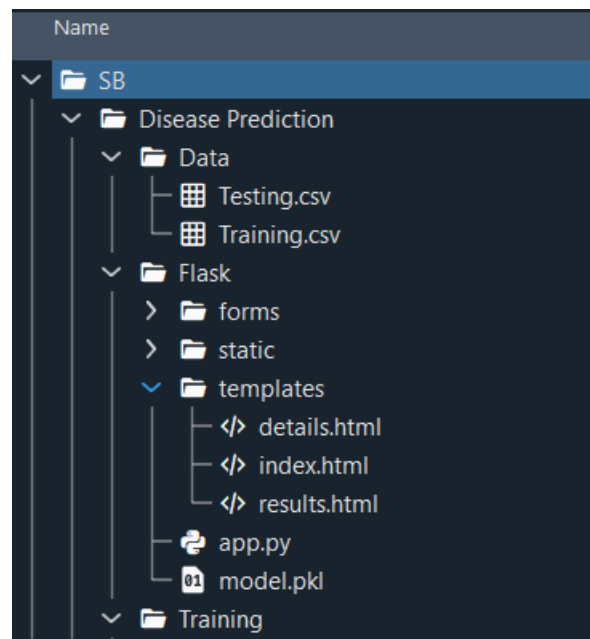 Name
SB
Disease Prediction
Data
Testing.csv
Training.csv
Flask
forms
static
templates
details.html
index.html
results.html
app.py
01 model.pkl
Training